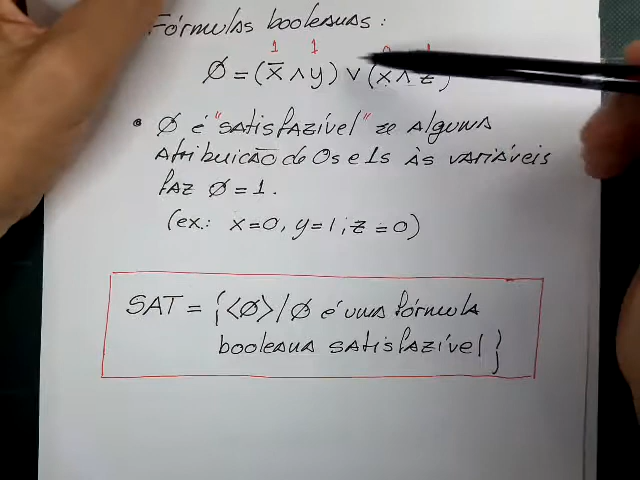 Fórmulas booleanas:
1 1
Ø = (x̄ ∧ y) ∨ (x ∧ z̄)
• Ø é "satisfazível" se alguma
atribuição de 0s e 1s às variáveis
faz Ø = 1.
(ex.: x=0, y=1, z=0)
SAT = {<Ø> / Ø é uma fórmula
booleana satisfazível}